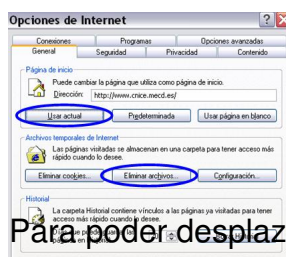 Opciones de Internet
Conexiones Programas Opciones avanzadas
General Seguridad Privacidad Contenido
Página de inicio
Puede cambiar la página que utiliza como página de inicio.
Dirección: http://www.cnice.mecd.es/
Usar actual Predeterminada Usar página en blanco
Archivos temporales de Internet
Las páginas visitadas se almacenan en una carpeta para tener acceso más
rápido cuando lo desee.
Eliminar cookies... Eliminar archivos... Configuración...
Historial
La carpeta Historial contiene vínculos a las páginas ya visitadas para tener
acceso más rápido cuando lo desee.
Para poder desplaz